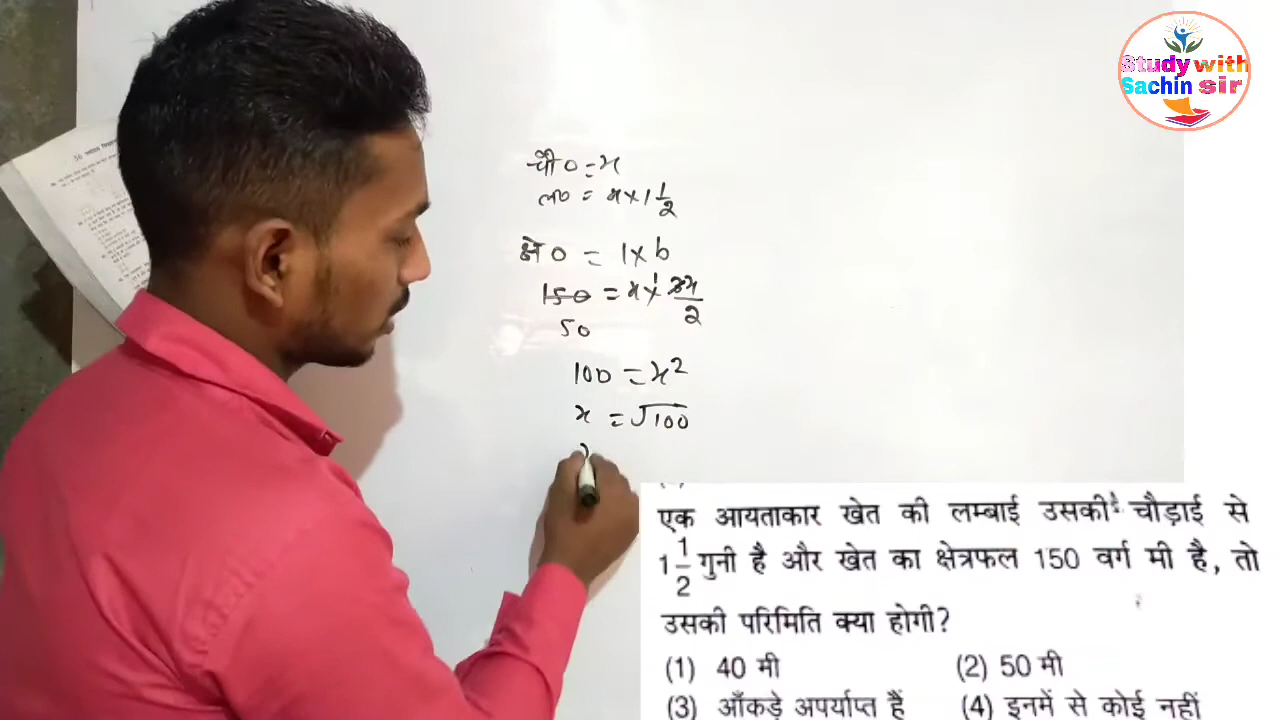 Study with
Sachin sir
चौ० = x
ल० = x × 1 1/2
क्षे० = l × b
150 = x × 3x/2
50
100 = x²
x = √100
एक आयताकार खेत की लम्बाई उसकी चौड़ाई से
1 1/2 गुनी है और खेत का क्षेत्रफल 150 वर्ग मी है, तो
उसकी परिमिति क्या होगी?
(1) 40 मी (2) 50 मी
(3) आँकड़े अपर्याप्त हैं (4) इनमें से कोई नहीं